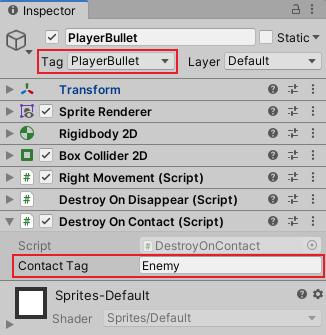 Inspector
PlayerBullet Static
Tag PlayerBullet Layer Default
Transform
Sprite Renderer
Rigidbody 2D
Box Collider 2D
# Right Movement (Script)
# Destroy On Disappear (Script)
# Destroy On Contact (Script)
Script # DestroyOnContact
Contact Tag Enemy
Sprites-Default
Shader Sprites/Default